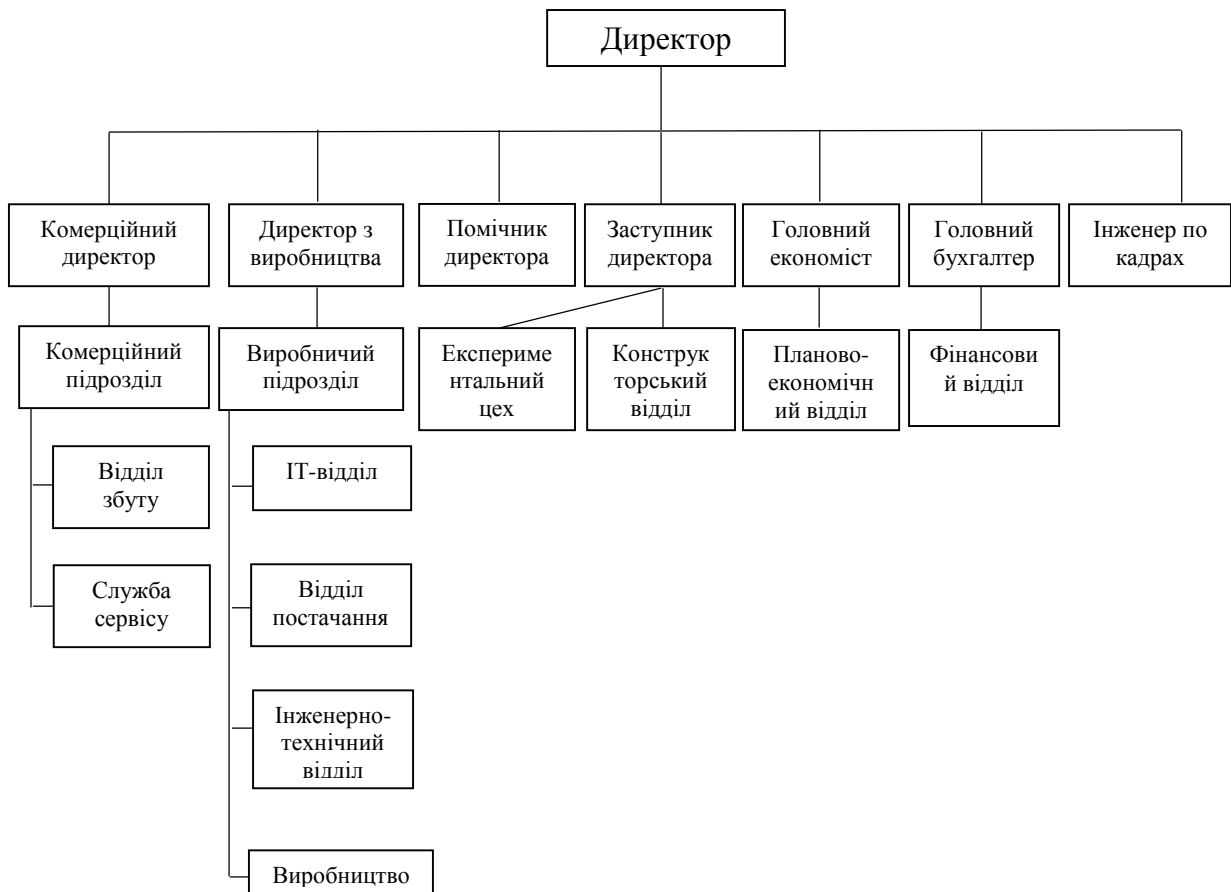 Директор
Комерційний
директор
Директор з
виробництва
Помічник
директора
Заступник
директора
Головний
економіст
Головний
бухгалтер
Інженер по
кадрах
Комерційний
підрозділ
Виробничий
підрозділ
Експериме
нтальний
цех
Конструк
торський
відділ
Планово-
економічн
ий відділ
Фінансови
й відділ
Відділ
збуту
ІТ-відділ
Служба
сервісу
Відділ
постачання
Інженерно-
технічний
відділ
Виробництво